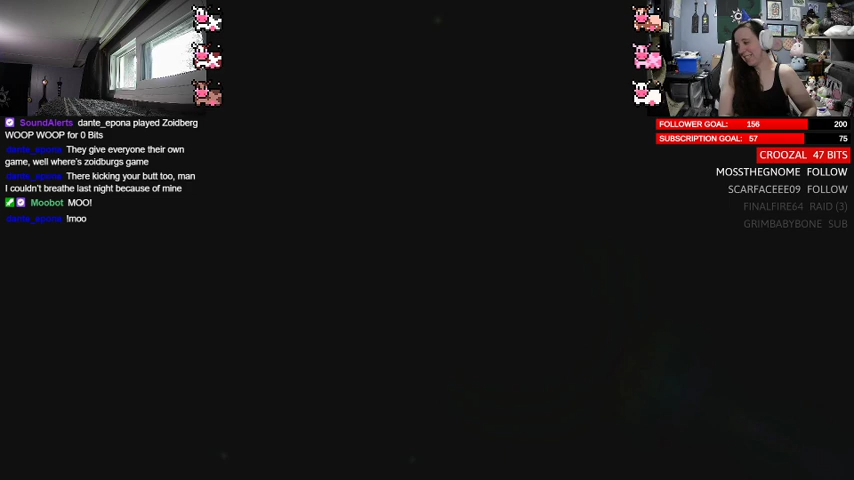 SoundAlerts dante_epona played Zoidberg
WOOP WOOP for 0 Bits
dante_epona They give everyone their own
game, well where's zoidburgs game
dante_epona There kicking your butt too, man
I couldn't breathe last night because of mine
Moobot MOO!
dante_epona !moo
FOLLOWER GOAL: 156 200
SUBSCRIPTION GOAL: 57 75
CROOZAL 47 BITS
MOSSTHEGNOME FOLLOW
SCARFACEEE09 FOLLOW
FINALFIRE64 RAID (3)
GRIMBABYBONE SUB